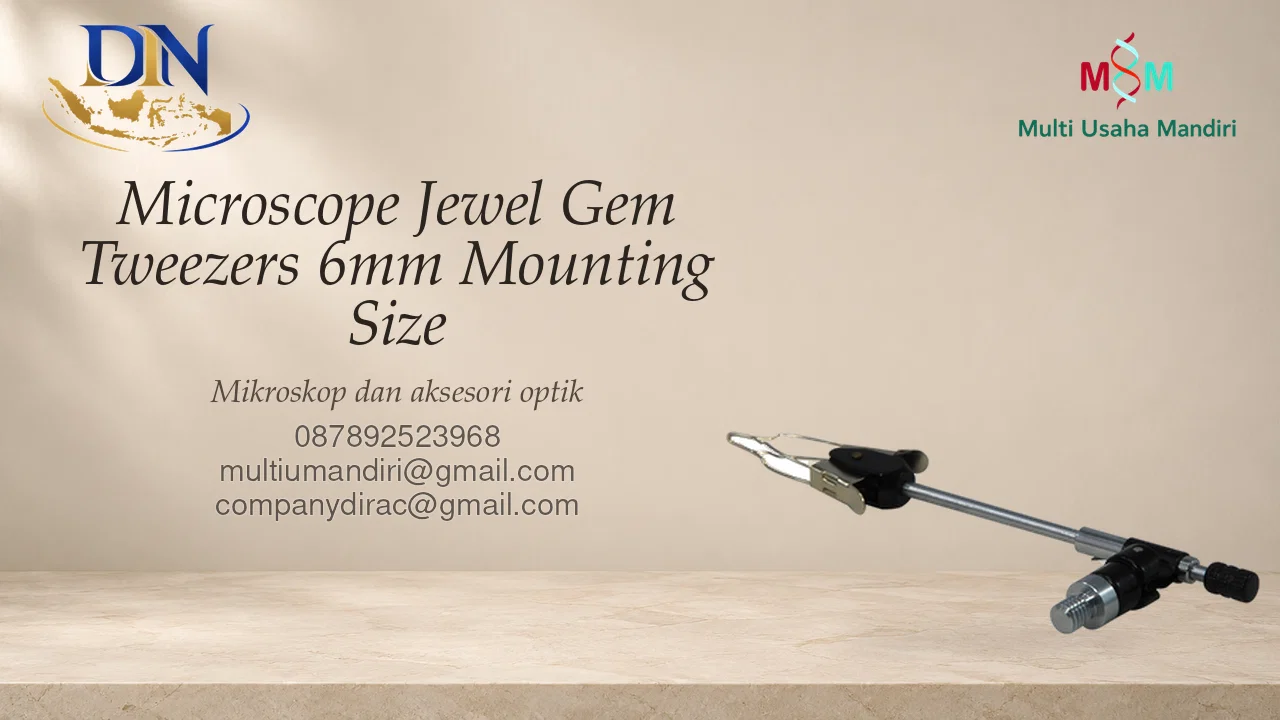 DN
M M
Multi Usaha Mandiri
Microscope Jewel Gem
Tweezers 6mm Mounting
Size
Mikroskop dan aksesori optik
087892523968
multiumandiri@gmail.com
companydirac@gmail.com